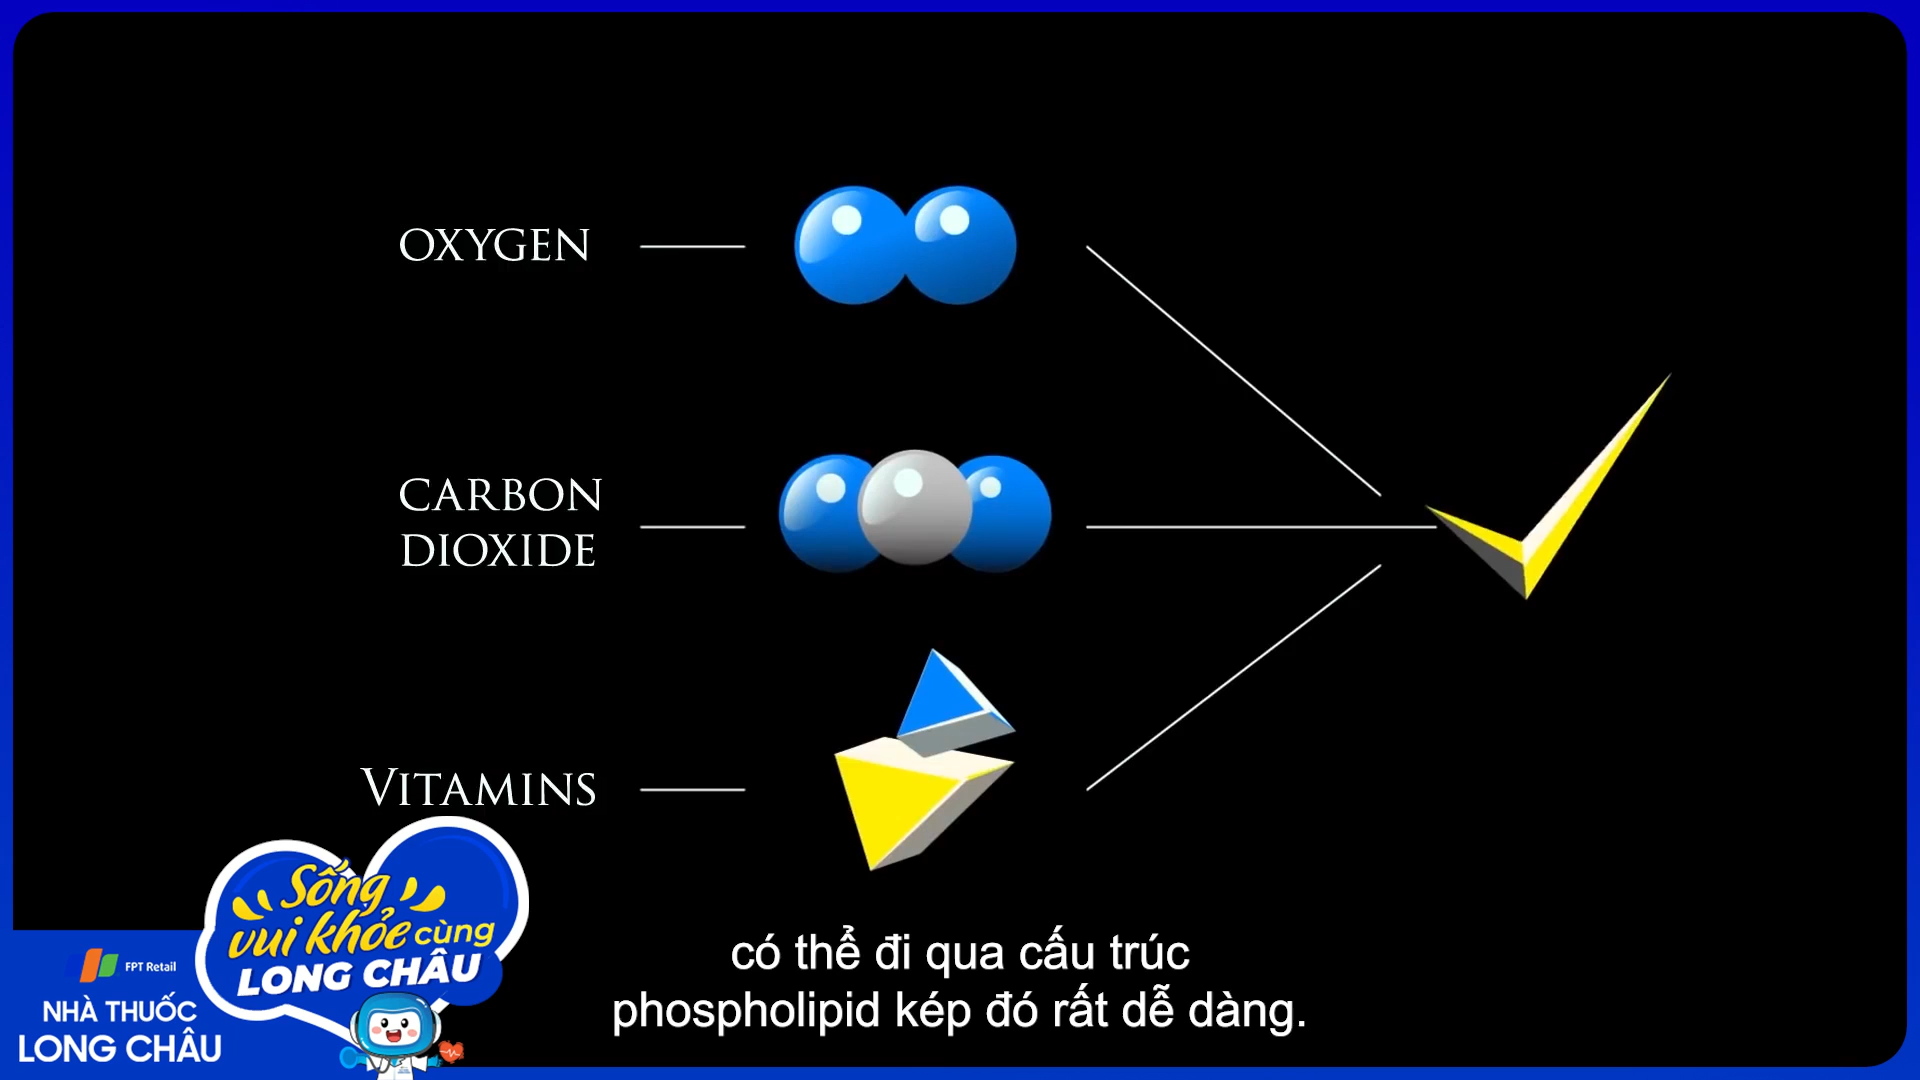 OXYGEN
CARBON
DIOXIDE
VITAMINS
Sống
vui khỏe cùng
LONG CHÂU
FPT Retail
NHÀ THUỐC
LONG CHÂU
có thể đi qua cấu trúc
phospholipid kép đó rất dễ dàng.